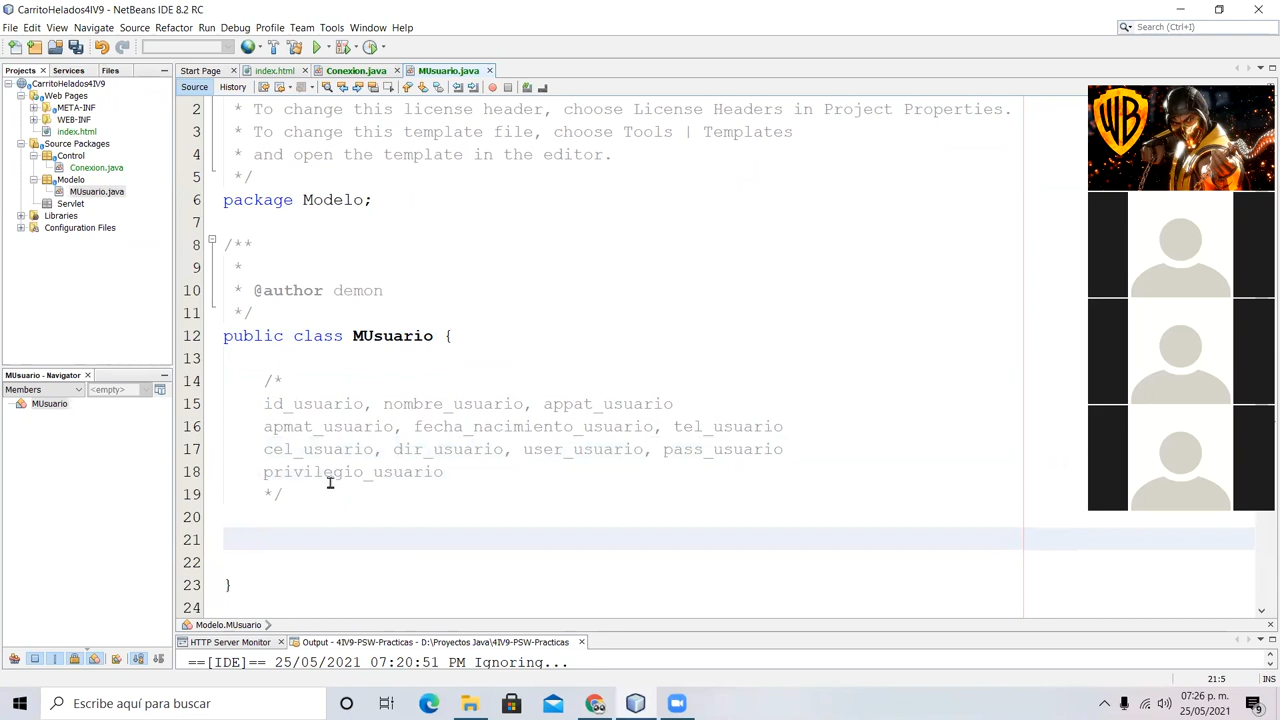 CarritoHelados4IV9 - NetBeans IDE 8.2 RC
File Edit View Navigate Source Refactor Run Debug Profile Team Tools Window Help
Search (Ctrl+I)
Projects Services Files
Start Page index.html Conexion.java MUsuario.java
Source History
CarritoHelados4IV9
Web Pages
META-INF
WEB-INF
index.html
Source Packages
Control
Conexion.java
Modelo
MUsuario.java
Servlet
Libraries
Configuration Files
2 * To change this license header, choose License Headers in Project Properties.
3 * To change this template file, choose Tools | Templates
4 * and open the template in the editor.
5 */
6 package Modelo;
7
8 /**
9 *
10 * @author demon
11 */
12 public class MUsuario {
13
14 /*
15 id_usuario, nombre_usuario, appat_usuario
16 apmat_usuario, fecha_nacimiento_usuario, tel_usuario
17 cel_usuario, dir_usuario, user_usuario, pass_usuario
18 privilegio_usuario
19 */
20
21
22
23 }
24
WB
MUsuario - Navigator
Members <empty>
MUsuario
Modelo.MUsuario
HTTP Server Monitor Output - 4IV9-PSW-Practicas - D:\Proyectos Java\4IV9-PSW-Practicas
==[IDE]== 25/05/2021 07:20:51 PM Ignoring...
21:5 INS
Escribe aquí para buscar
07:26 p. m.
25/05/2021
9